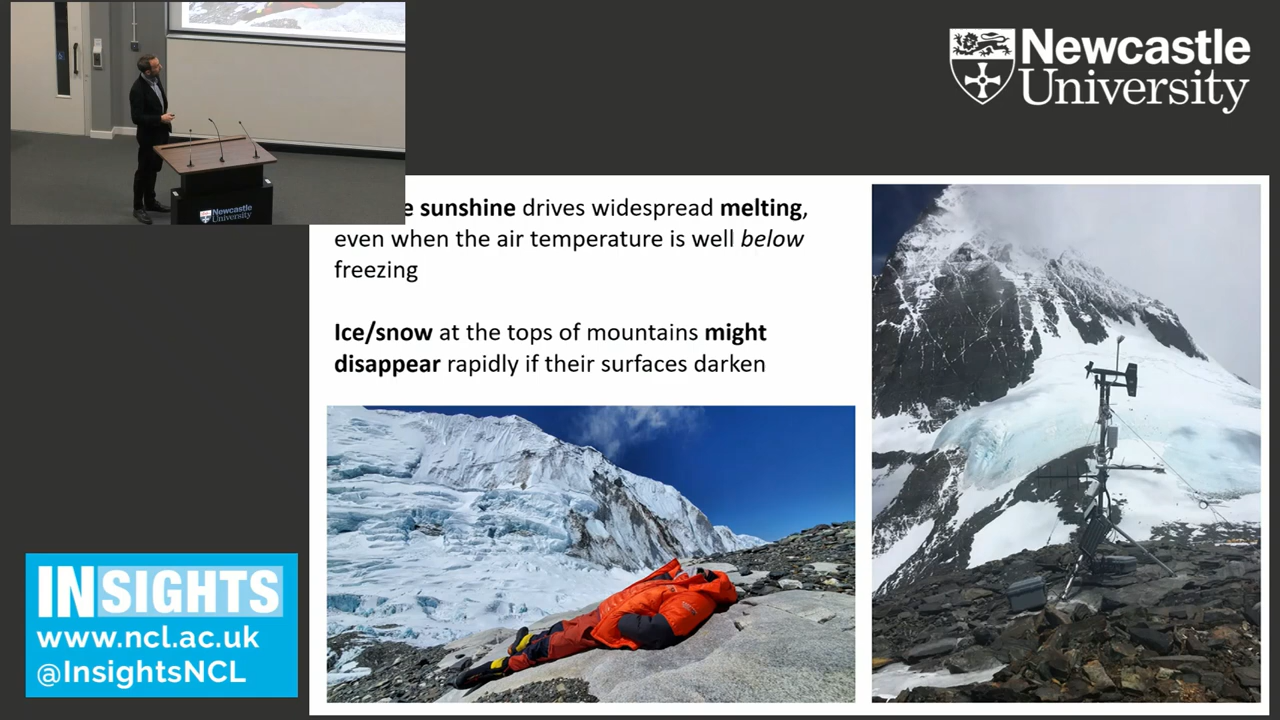 Newcastle
University
Newcastle
University
e sunshine drives widespread melting,
even when the air temperature is well below
freezing
Ice/snow at the tops of mountains might
disappear rapidly if their surfaces darken
INSIGHTS
www.ncl.ac.uk
@InsightsNCL